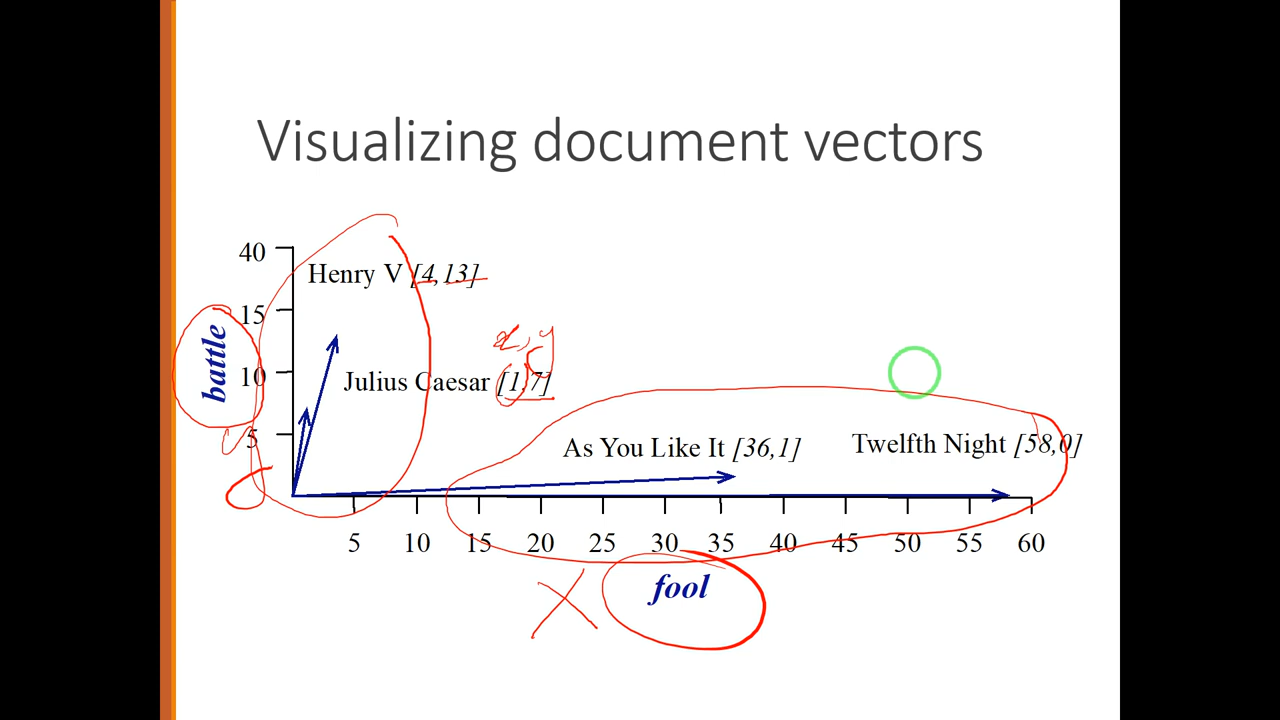 Visualizing document vectors
40
Henry V [4,13]
15
battle
10
Julius Caesar [1,7]
x, y
5
As You Like It [36,1]
Twelfth Night [58,0]
5 10 15 20 25 30 35 40 45 50 55 60
X
fool